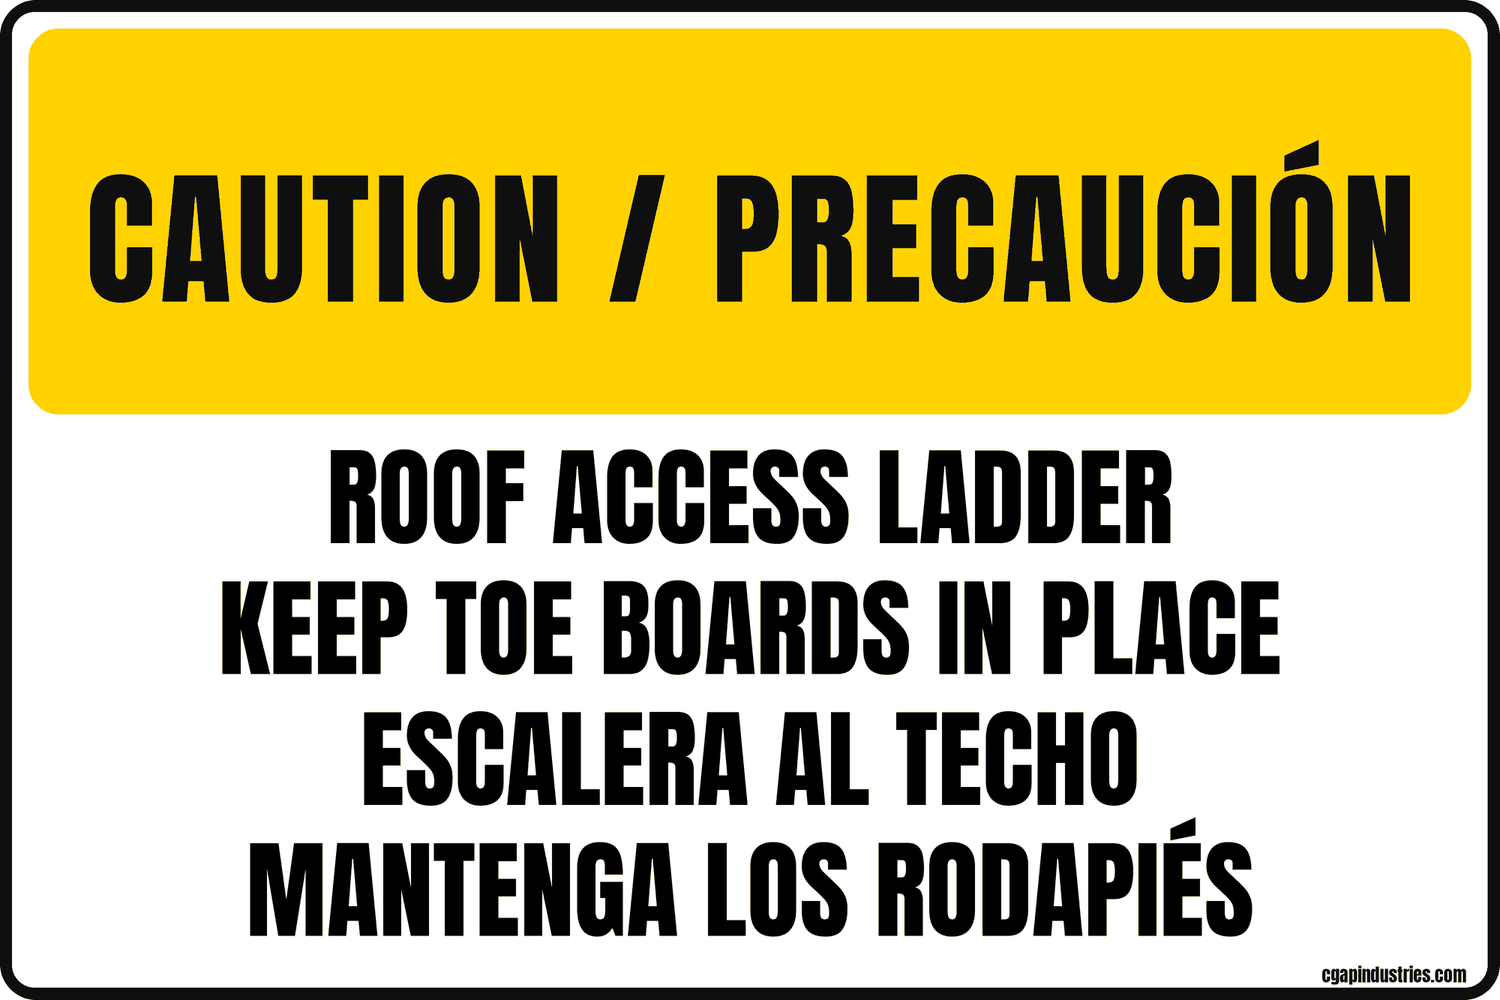 CAUTION / PRECAUCIÓN
ROOF ACCESS LADDER
KEEP TOE BOARDS IN PLACE
ESCALERA AL TECHO
MANTENGA LOS RODAPIÉS
cgapindustries.com